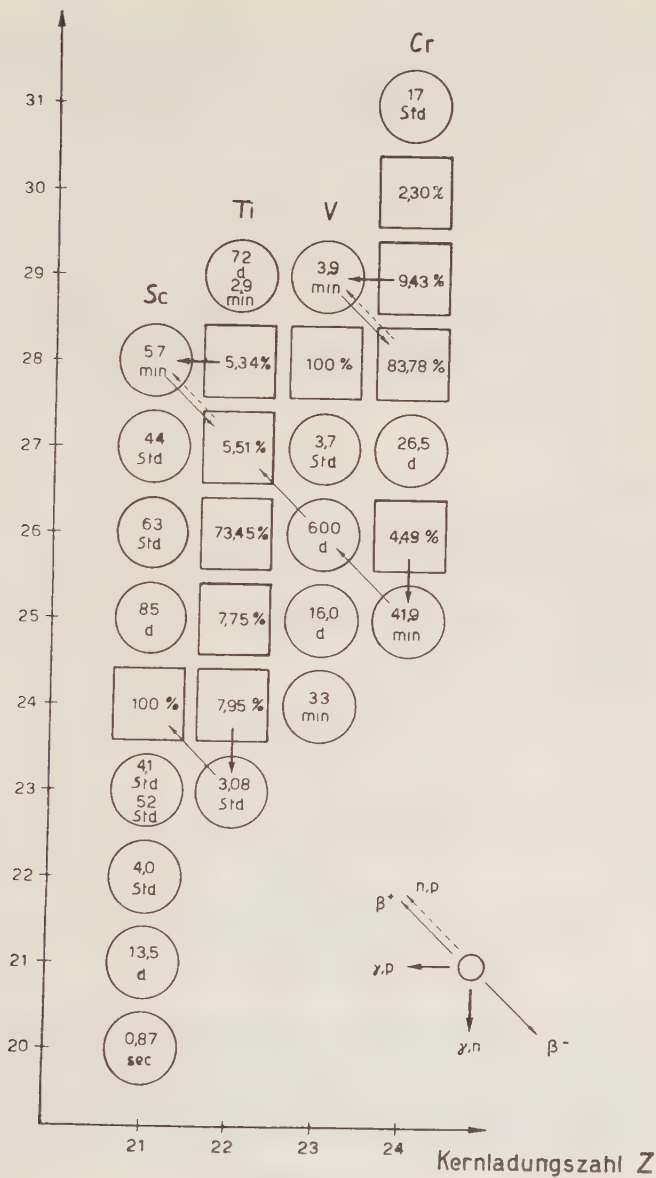 Cr
31
17
Std
30
2,30 %
Ti
V
29
72
d
2,9
min
3,9
min
9,43 %
Sc
28
57
min
5,34 %
100 %
83,78 %
27
44
Std
5,51 %
3,7
Std
26,5
d
26
63
Std
73,45 %
600
d
4,49 %
25
85
d
7,75 %
16,0
d
41,9
min
24
100 %
7,95 %
33
min
23
4,1
Std
52
Std
3,08
Std
22
4,0
Std
n,p
β+
21
13,5
d
γ,p
20
0,87
sec
γ,n
β−
21
22
23
24
Kernladungszahl Z